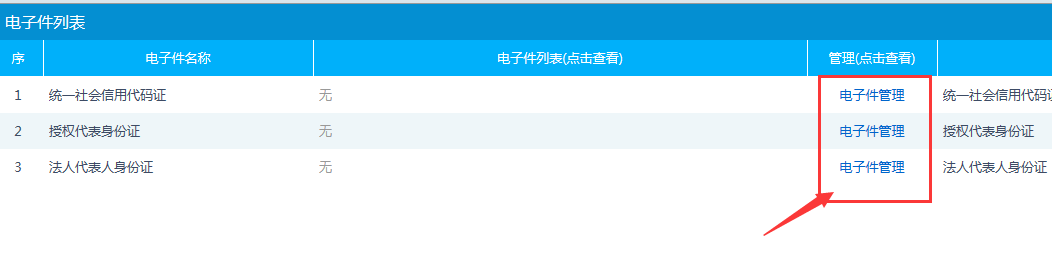 电子件列表
序 电子件名称 电子件列表(点击查看) 管理(点击查看)
1 统一社会信用代码证 无 电子件管理 统一社会信用代码证
2 授权代表身份证 无 电子件管理 授权代表身份证
3 法人代表人身份证 无 电子件管理 法人代表人身份证